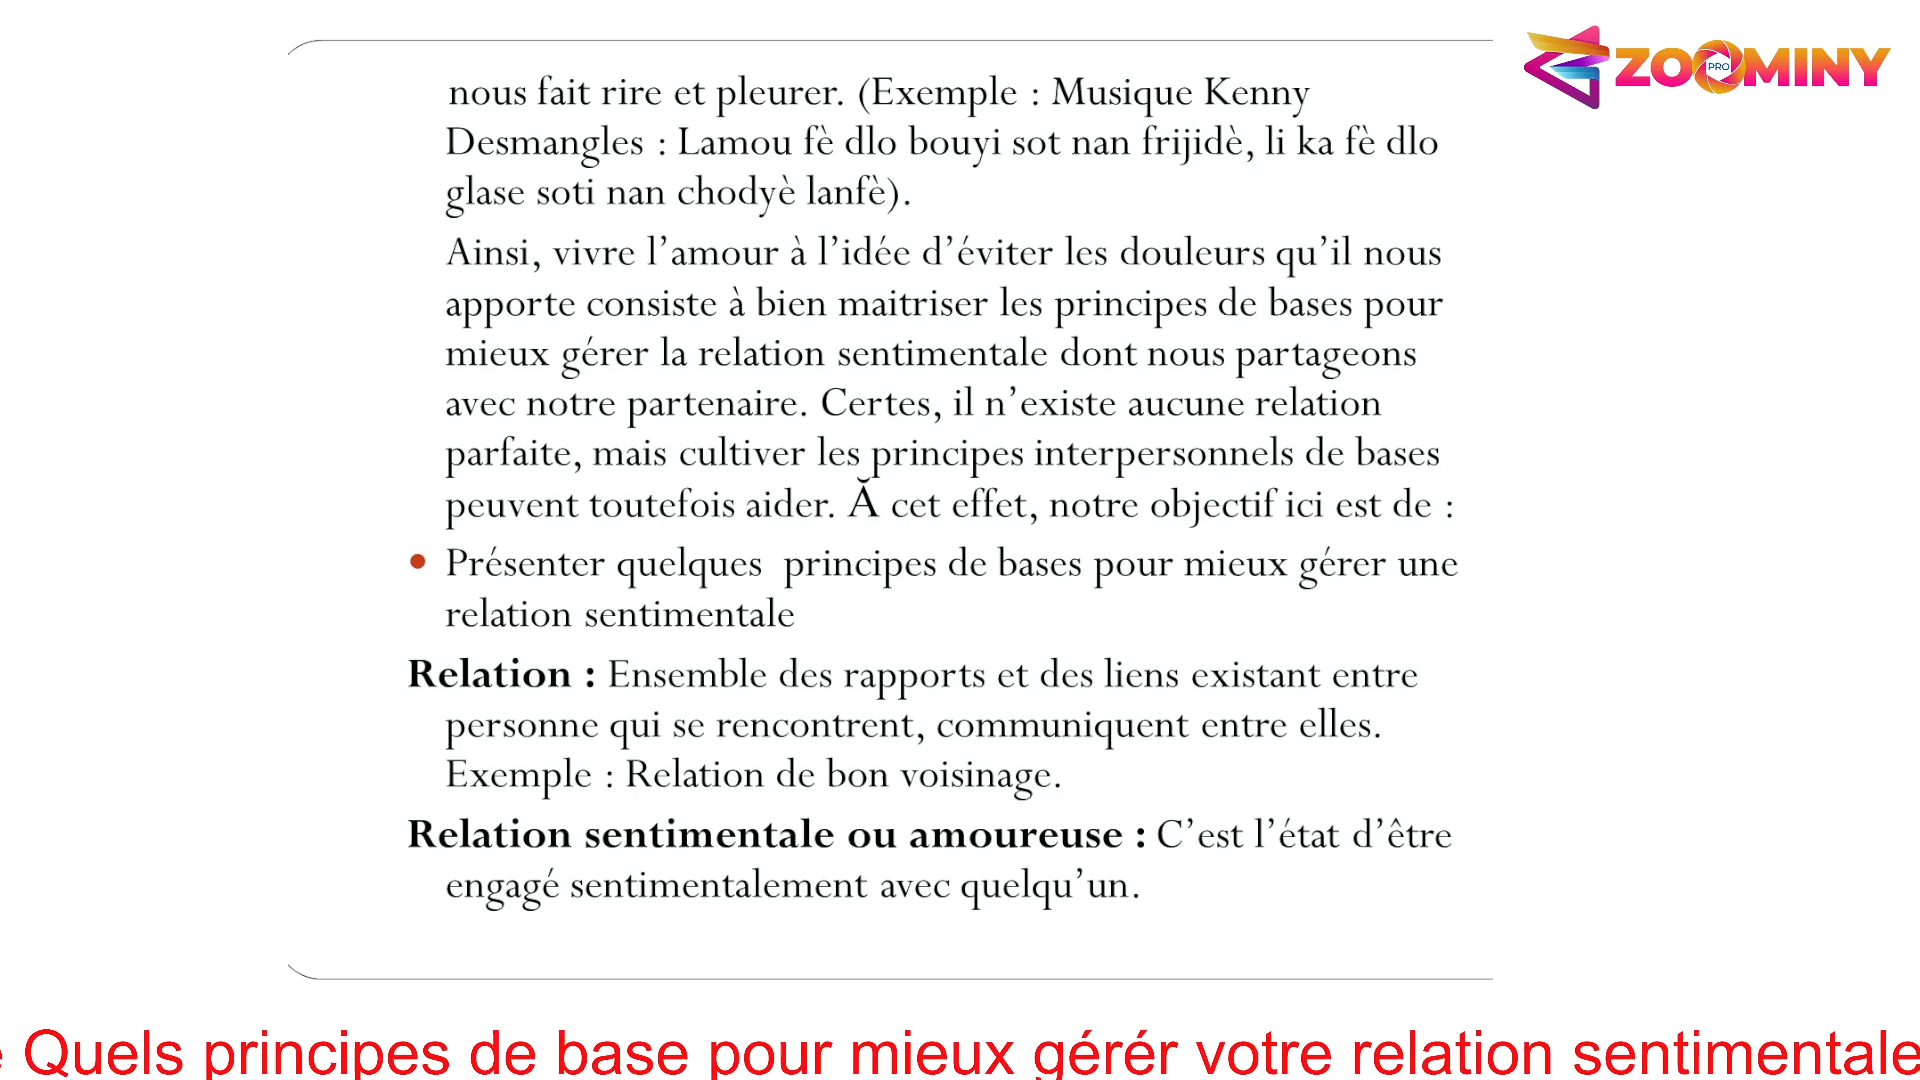 ZOOMINY
PRO
nous fait rire et pleurer. (Exemple : Musique Kenny
Desmangles : Lamou fè dlo bouyi sot nan frijidè, li ka fè dlo
glase soti nan chodyè lanfè).
Ainsi, vivre l’amour à l’idée d’éviter les douleurs qu’il nous
apporte consiste à bien maitriser les principes de bases pour
mieux gérer la relation sentimentale dont nous partageons
avec notre partenaire. Certes, il n’existe aucune relation
parfaite, mais cultiver les principes interpersonnels de bases
peuvent toutefois aider. Ă cet effet, notre objectif ici est de :
• Présenter quelques principes de bases pour mieux gérer une
relation sentimentale
Relation : Ensemble des rapports et des liens existant entre
personne qui se rencontrent, communiquent entre elles.
Exemple : Relation de bon voisinage.
Relation sentimentale ou amoureuse : C’est l’état d’être
engagé sentimentalement avec quelqu’un.
Quels principes de base pour mieux gérér votre relation sentimentale